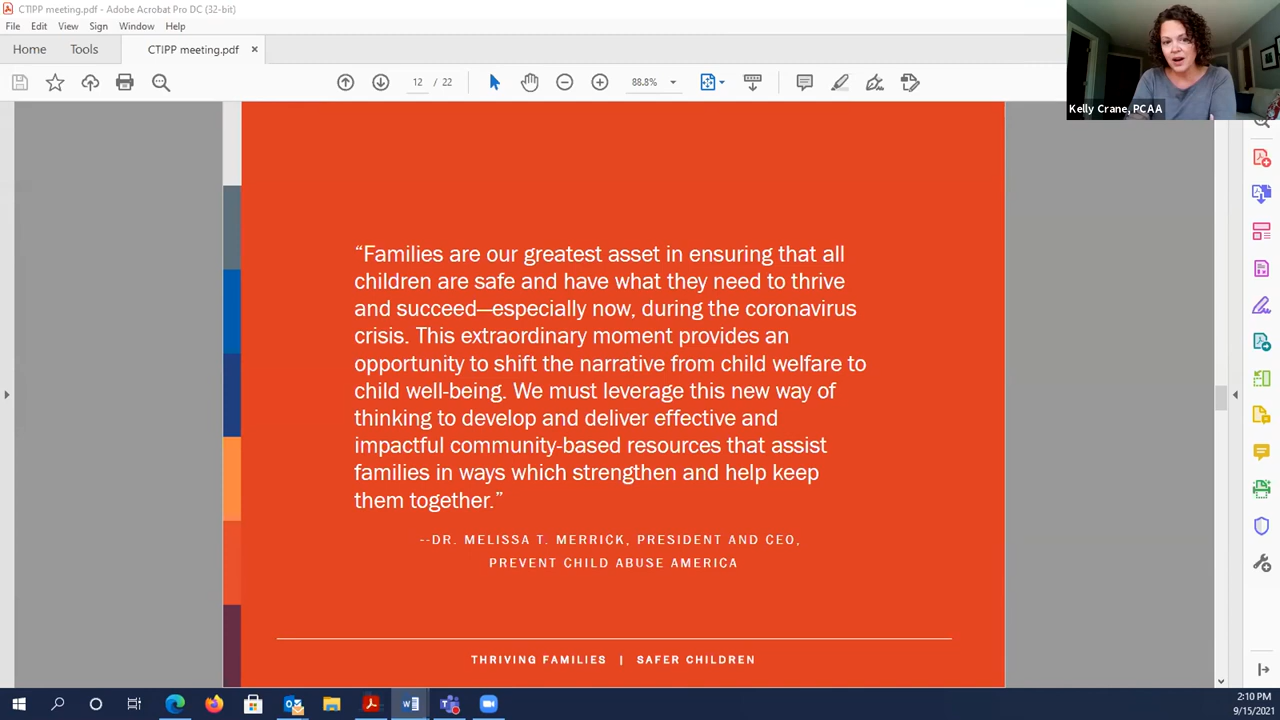 CTIPP meeting.pdf - Adobe Acrobat Pro DC (32-bit)
File Edit View Sign Window Help
Home Tools CTIPP meeting.pdf ×
12 / 22 88.8%
Kelly Crane, PCAA
“Families are our greatest asset in ensuring that all
children are safe and have what they need to thrive
and succeed—especially now, during the coronavirus
crisis. This extraordinary moment provides an
opportunity to shift the narrative from child welfare to
child well-being. We must leverage this new way of
thinking to develop and deliver effective and
impactful community-based resources that assist
families in ways which strengthen and help keep
them together.”
--DR. MELISSA T. MERRICK, PRESIDENT AND CEO,
PREVENT CHILD ABUSE AMERICA
THRIVING FAMILIES | SAFER CHILDREN
2:10 PM
9/15/2021